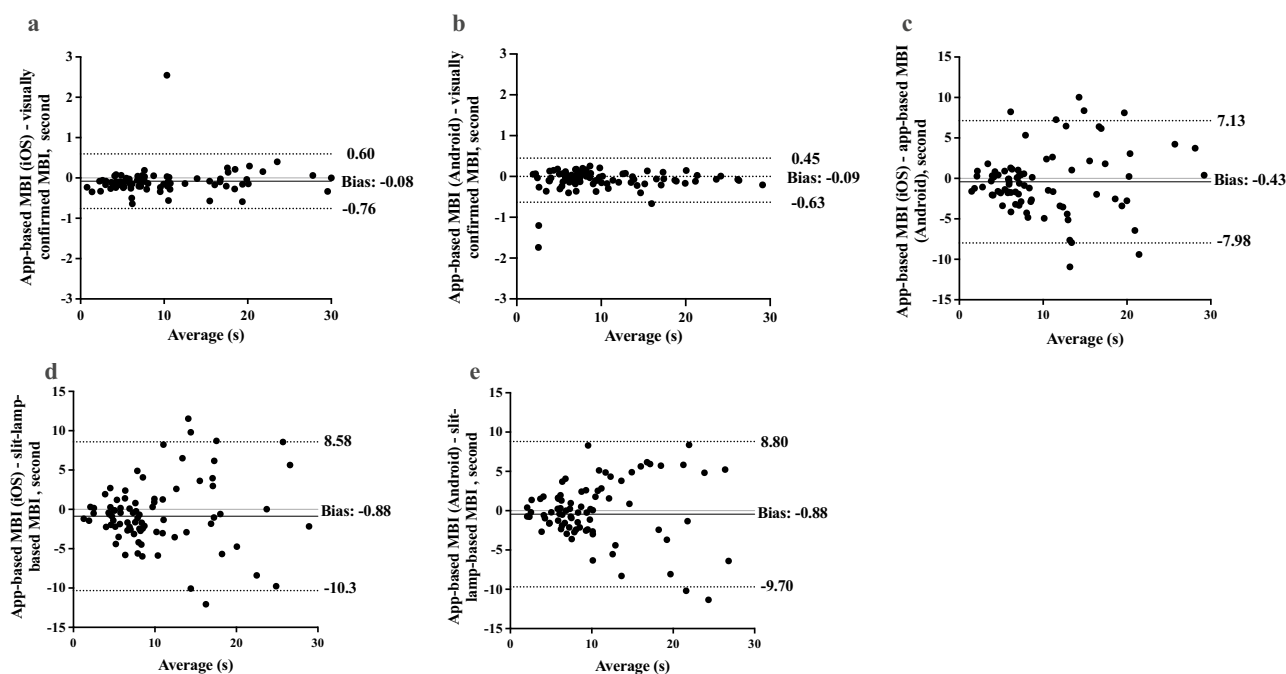 a
App-based MBI (iOS) - visually
confirmed MBI, second
3
2
1
0
-1
-2
-3
0
10
20
30
Average (s)
0.60
Bias: -0.08
-0.76
b
App-based MBI (Android) - visually
confirmed MBI, second
3
2
1
0
-1
-2
-3
0
10
20
30
Average (s)
0.45
Bias: -0.09
-0.63
c
App-based MBI (iOS) - app-based MBI
(Android), second
15
10
5
0
-5
-10
-15
0
10
20
30
Average (s)
7.13
Bias: -0.43
-7.98
d
App-based MBI (iOS) - slit-lamp-
based MBI , second
15
10
5
0
-5
-10
-15
0
10
20
30
Average (s)
8.58
Bias: -0.88
-10.3
e
App-based MBI (Android) - slit-
lamp-based MBI , second
15
10
5
0
-5
-10
-15
0
10
20
30
Average (s)
8.80
Bias: -0.88
-9.70